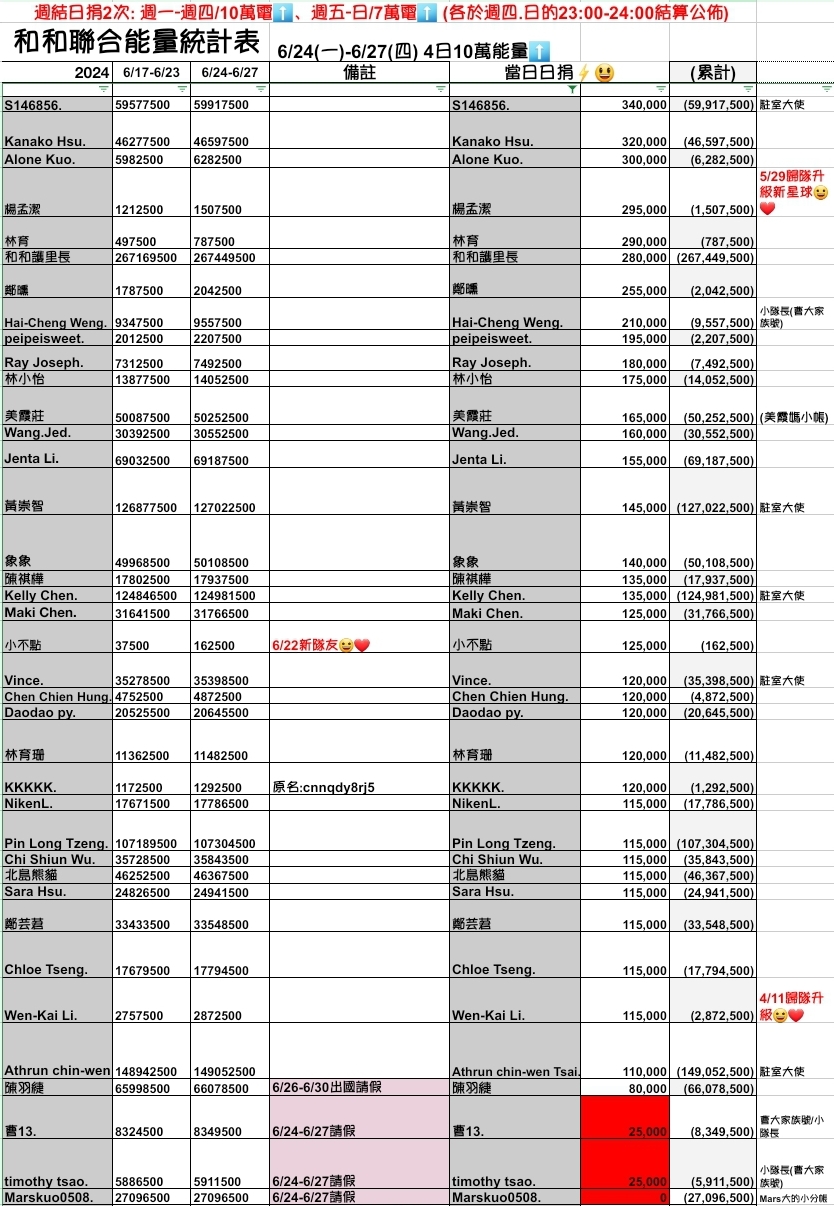 週結日捐2次: 週一-週四/10萬電⬆️、週五-日/7萬電⬆️ (各於週四.日的23:00-24:00結算公佈)
和和聯合能量統計表 6/24(一)-6/27(四) 4日10萬能量⬆️
2024 6/17-6/23 6/24-6/27 備註 當日日捐⚡😃 (累計)
S146856. 59577500 59917500 S146856. 340,000 (59,917,500) 駐室大使
Kanako Hsu. 46277500 46597500 Kanako Hsu. 320,000 (46,597,500)
Alone Kuo. 5982500 6282500 Alone Kuo. 300,000 (6,282,500)
楊孟潔 1212500 1507500 楊孟潔 295,000 (1,507,500) 5/29歸隊升級新星球😀❤️
林育 497500 787500 林育 290,000 (787,500)
和和護里長 267169500 267449500 和和護里長 280,000 (267,449,500)
鄭曛 1787500 2042500 鄭曛 255,000 (2,042,500)
Hai-Cheng Weng. 9347500 9557500 Hai-Cheng Weng. 210,000 (9,557,500) 小隊長(曹大家族號)
peipeisweet. 2012500 2207500 peipeisweet. 195,000 (2,207,500)
Ray Joseph. 7312500 7492500 Ray Joseph. 180,000 (7,492,500)
林小怡 13877500 14052500 林小怡 175,000 (14,052,500)
美霞莊 50087500 50252500 美霞莊 165,000 (50,252,500) (美霞媽小帳)
Wang.Jed. 30392500 30552500 Wang.Jed. 160,000 (30,552,500)
Jenta Li. 69032500 69187500 Jenta Li. 155,000 (69,187,500)
黃崇智 126877500 127022500 黃崇智 145,000 (127,022,500) 駐室大使
象象 49968500 50108500 象象 140,000 (50,108,500)
陳祺樺 17802500 17937500 陳祺樺 135,000 (17,937,500)
Kelly Chen. 124846500 124981500 Kelly Chen. 135,000 (124,981,500) 駐室大使
Maki Chen. 31641500 31766500 Maki Chen. 125,000 (31,766,500)
小不點 37500 162500 6/22新隊友😀❤️ 小不點 125,000 (162,500)
Vince. 35278500 35398500 Vince. 120,000 (35,398,500) 駐室大使
Chen Chien Hung. 4752500 4872500 Chen Chien Hung. 120,000 (4,872,500)
Daodao py. 20525500 20645500 Daodao py. 120,000 (20,645,500)
林育珊 11362500 11482500 林育珊 120,000 (11,482,500)
KKKKK. 1172500 1292500 原名:cnnqdy8rj5 KKKKK. 120,000 (1,292,500)
NikenL. 17671500 17786500 NikenL. 115,000 (17,786,500)
Pin Long Tzeng. 107189500 107304500 Pin Long Tzeng. 115,000 (107,304,500)
Chi Shiun Wu. 35728500 35843500 Chi Shiun Wu. 115,000 (35,843,500)
北島熊貓 46252500 46367500 北島熊貓 115,000 (46,367,500)
Sara Hsu. 24826500 24941500 Sara Hsu. 115,000 (24,941,500)
鄭芸 33433500 33548500 鄭芸 115,000 (33,548,500)
Chloe Tseng. 17679500 17794500 Chloe Tseng. 115,000 (17,794,500)
Wen-Kai Li. 2757500 2872500 Wen-Kai Li. 115,000 (2,872,500) 4/11歸隊升級😀❤️
Athrun chin-wen 148942500 149052500 Athrun chin-wen Tsai. 110,000 (149,052,500) 駐室大使
陳羽緁 65998500 66078500 6/26-6/30出國請假 陳羽緁 80,000 (66,078,500)
曹13. 8324500 8349500 6/24-6/27請假 曹13. 25,000 (8,349,500) 曹大家族號/小隊長
timothy tsao. 5886500 5911500 6/24-6/27請假 timothy tsao. 25,000 (5,911,500) 小隊長(曹大家族號)
Marskuo0508. 27096500 27096500 6/24-6/27請假 Marskuo0508. 0 (27,096,500) Mars大的小分帳